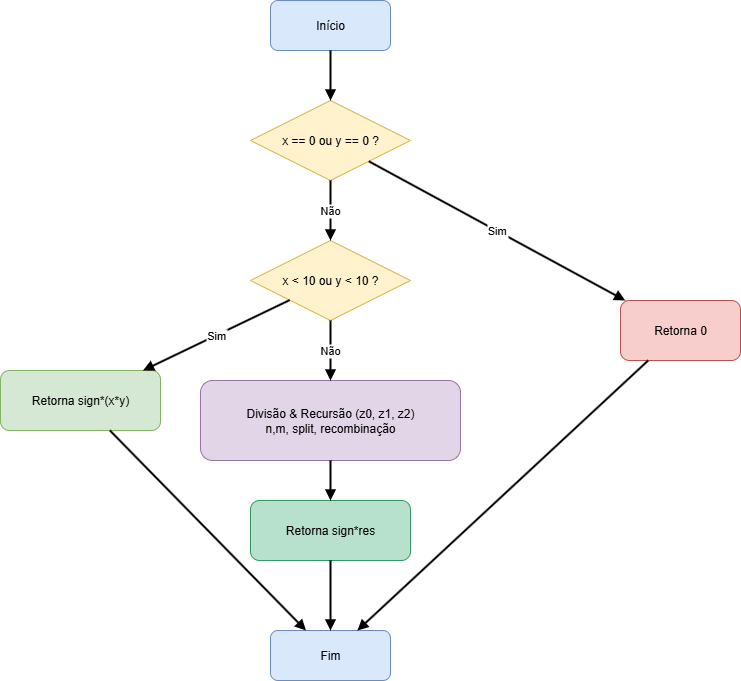 Início
x == 0 ou y == 0 ?
Não
Sim
x < 10 ou y < 10 ?
Sim
Não
Retorna 0
Retorna sign*(x*y)
Divisão & Recursão (z0, z1, z2)
n,m, split, recombinação
Retorna sign*res
Fim